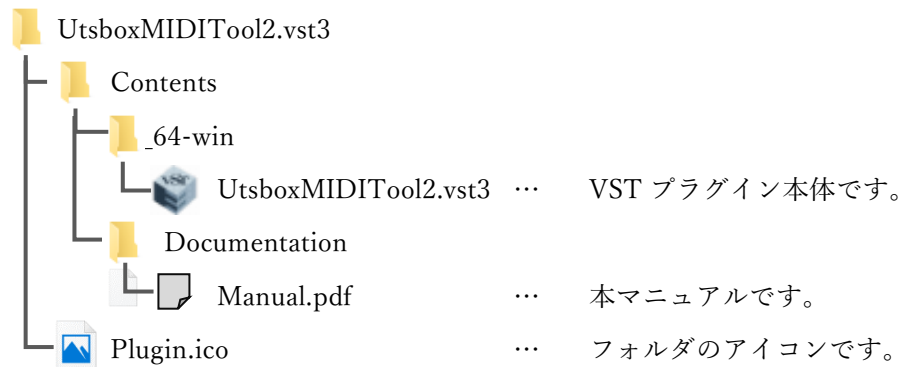 UtsboxMIDITool2.vst3
Contents
_64-win
UtsboxMIDITool2.vst3 … VST プラグイン本体です。
Documentation
Manual.pdf … 本マニュアルです。
Plugin.ico … フォルダのアイコンです。